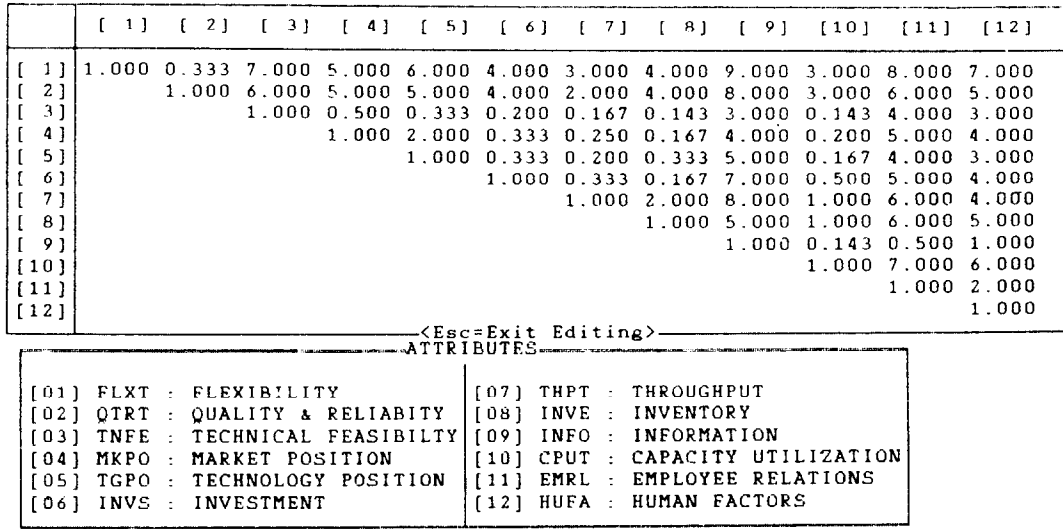 [ 1] [ 2] [ 3] [ 4] [ 5] [ 6] [ 7] [ 8] [ 9] [10] [11] [12]
[ 1] 1.000 0.333 7.000 5.000 6.000 4.000 3.000 4.000 9.000 3.000 8.000 7.000
[ 2] 1.000 6.000 5.000 5.000 4.000 2.000 4.000 8.000 3.000 6.000 5.000
[ 3] 1.000 0.500 0.333 0.200 0.167 0.143 3.000 0.143 4.000 3.000
[ 4] 1.000 2.000 0.333 0.250 0.167 4.000 0.200 5.000 4.000
[ 5] 1.000 0.333 0.200 0.333 5.000 0.167 4.000 3.000
[ 6] 1.000 0.333 0.167 7.000 0.500 5.000 4.000
[ 7] 1.000 2.000 8.000 1.000 6.000 4.000
[ 8] 1.000 5.000 1.000 6.000 5.000
[ 9] 1.000 0.143 0.500 1.000
[10] 1.000 7.000 6.000
[11] 1.000 2.000
[12] 1.000
<Esc=Exit Editing>
ATTRIBUTES
[01] FLXT : FLEXIBILITY
[02] QTRT : QUALITY & RELIABITY
[03] TNFE : TECHNICAL FEASIBILTY
[04] MKPO : MARKET POSITION
[05] TGPO : TECHNOLOGY POSITION
[06] INVS : INVESTMENT
[07] THPT : THROUGHPUT
[08] INVE : INVENTORY
[09] INFO : INFORMATION
[10] CPUT : CAPACITY UTILIZATION
[11] EMRL : EMPLOYEE RELATIONS
[12] HUFA : HUMAN FACTORS